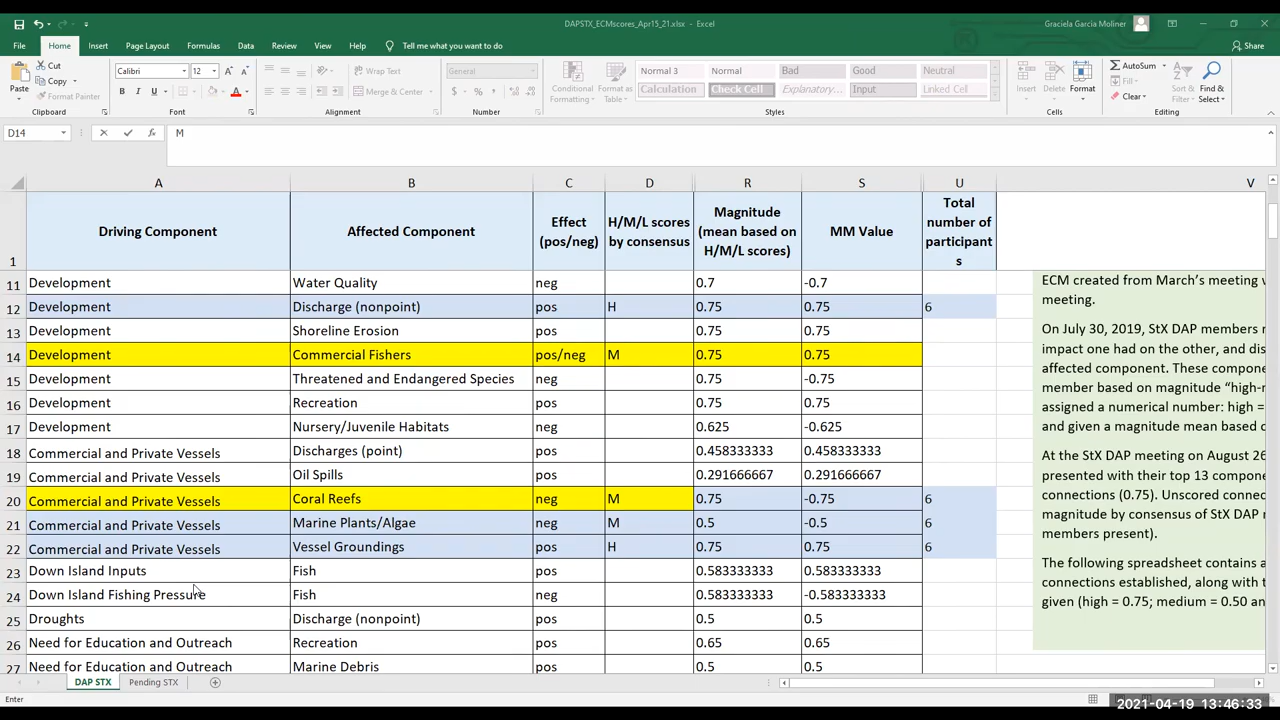 DAPSTX_ECMscores_Apr15_21.xlsx - Excel
Graciela Garcia Moliner
File Home Insert Page Layout Formulas Data Review View Help Tell me what you want to do Share
Paste Cut Copy Format Painter
Calibri 12
Wrap Text Merge & Center
General
Conditional Formatting Format as Table
Normal 3 Normal Bad Good Neutral
Calculation Check Cell Explanatory... Input Linked Cell
Insert Delete Format
AutoSum Fill Clear Sort & Filter Find & Select
Clipboard Font Alignment Number Styles Cells Editing
D14 M
A B C D R S U V
1 Driving Component Affected Component Effect (pos/neg) H/M/L scores by consensus Magnitude (mean based on H/M/L scores) MM Value Total number of participants
11 Development Water Quality neg 0.7 -0.7
12 Development Discharge (nonpoint) pos H 0.75 0.75 6
13 Development Shoreline Erosion pos 0.75 0.75
14 Development Commercial Fishers pos/neg M 0.75 0.75
15 Development Threatened and Endangered Species neg 0.75 -0.75
16 Development Recreation pos 0.75 0.75
17 Development Nursery/Juvenile Habitats neg 0.625 -0.625
18 Commercial and Private Vessels Discharges (point) pos 0.458333333 0.458333333
19 Commercial and Private Vessels Oil Spills pos 0.291666667 0.291666667
20 Commercial and Private Vessels Coral Reefs neg M 0.75 -0.75 6
21 Commercial and Private Vessels Marine Plants/Algae neg M 0.5 -0.5 6
22 Commercial and Private Vessels Vessel Groundings pos H 0.75 0.75 6
23 Down Island Inputs Fish pos 0.583333333 0.583333333
24 Down Island Fishing Pressure Fish neg 0.583333333 -0.583333333
25 Droughts Discharge (nonpoint) pos 0.5 0.5
26 Need for Education and Outreach Recreation pos 0.65 0.65
27 Need for Education and Outreach Marine Debris pos 0.5 0.5
ECM created from March's meeting
meeting.
On July 30, 2019, StX DAP members
impact one had on the other, and dis
affected component. These compone
member based on magnitude "high-
assigned a numerical number: high =
and given a magnitude mean based
At the StX DAP meeting on August 26
presented with their top 13 compon
connections (0.75). Unscored conne
magnitude by consensus of StX DAP
members present).
The following spreadsheet contains a
connections established, along with t
given (high = 0.75; medium = 0.50 an
DAP STX Pending STX
Enter
2021-04-19 13:46:33